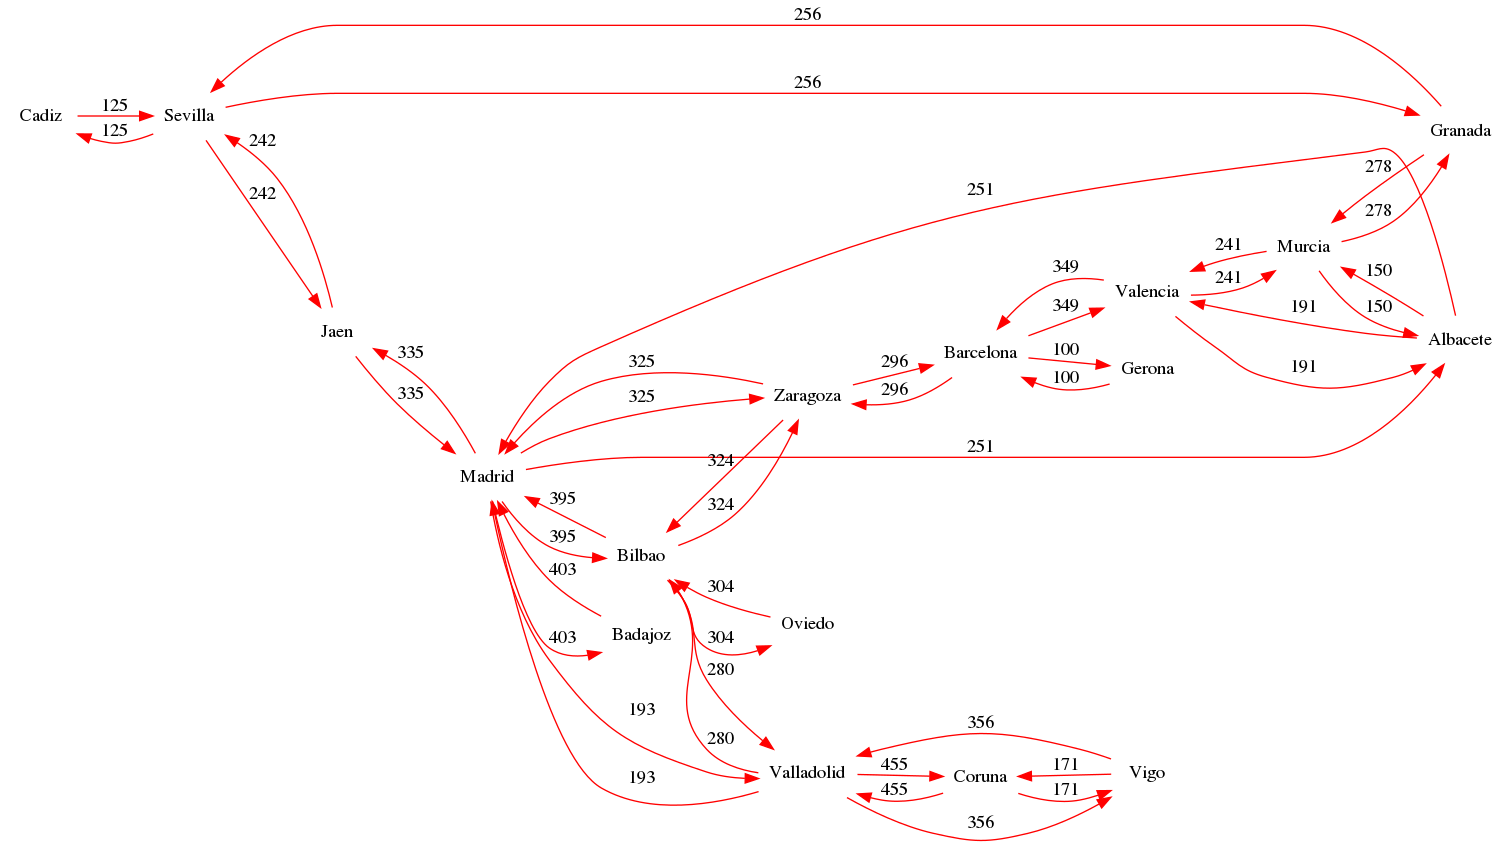 256
256
125
Cadiz
Sevilla
125
Granada
242
278
251
242
278
241
Murcia
349
150
241
Valencia
349
191
150
Jaen
Albacete
335
Barcelona
100
325
296
Gerona
191
100
335
296
325
Zaragoza
251
324
Madrid
395
324
395
Bilbao
403
304
Oviedo
403
Badajoz
304
280
193
356
280
455
171
Valladolid
Coruna
Vigo
193
455
171
356